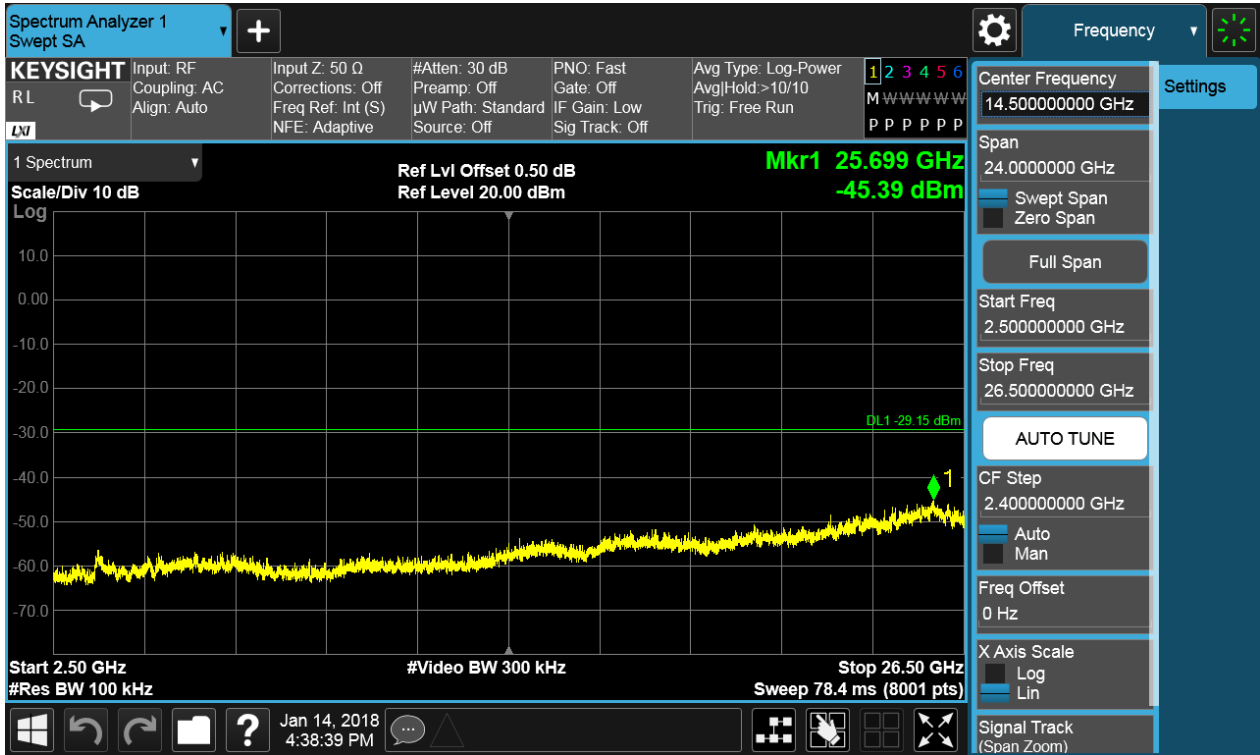 Spectrum Analyzer 1
Swept SA
+
Frequency
KEYSIGHT
RL
LXI
Input: RF
Coupling: AC
Align: Auto
Input Z: 50 Ω
Corrections: Off
Freq Ref: Int (S)
NFE: Adaptive
#Atten: 30 dB
Preamp: Off
µW Path: Standard
Source: Off
PNO: Fast
Gate: Off
IF Gain: Low
Sig Track: Off
Avg Type: Log-Power
Avg|Hold:>10/10
Trig: Free Run
1 2 3 4 5 6
M W W W W W
P P P P P P
1 Spectrum
Scale/Div 10 dB
Log
Ref Lvl Offset 0.50 dB
Ref Level 20.00 dBm
Mkr1 25.699 GHz
-45.39 dBm
10.0
0.00
-10.0
-20.0
-30.0
-40.0
-50.0
-60.0
-70.0
DL1 -29.15 dBm
1
Start 2.50 GHz
#Res BW 100 kHz
#Video BW 300 kHz
Stop 26.50 GHz
Sweep 78.4 ms (8001 pts)
Center Frequency
14.500000000 GHz
Span
24.0000000 GHz
Swept Span
Zero Span
Full Span
Start Freq
2.500000000 GHz
Stop Freq
26.500000000 GHz
AUTO TUNE
CF Step
2.400000000 GHz
Auto
Man
Freq Offset
0 Hz
X Axis Scale
Log
Lin
Signal Track
(Span Zoom)
Settings
?
Jan 14, 2018
4:38:39 PM